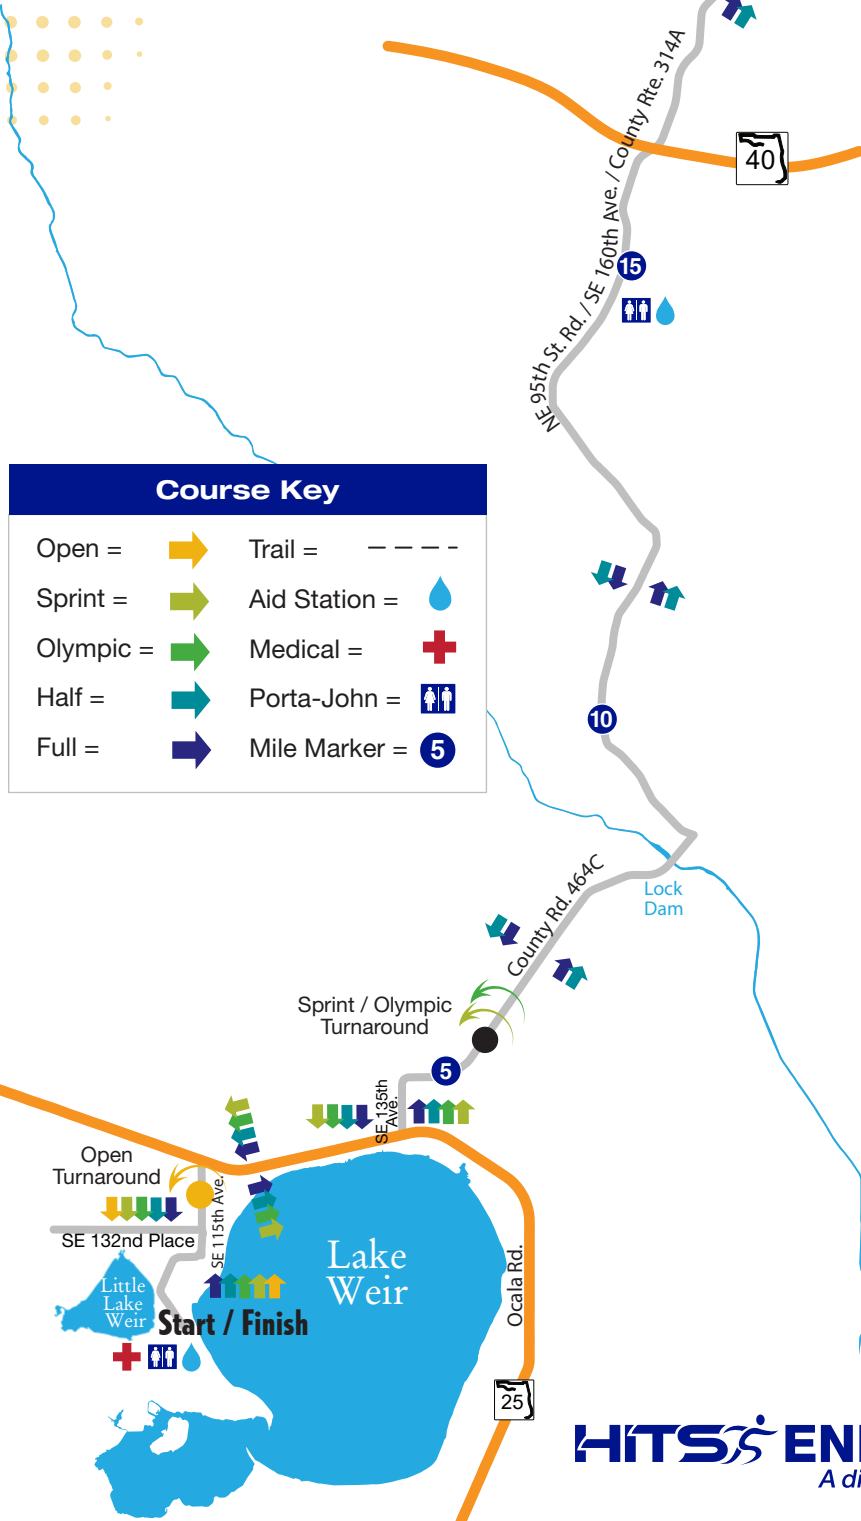 NE 95th St. Rd. / SE 160th Ave. / County Rte. 314A
40
15
Course Key
Open =
Trail =
Sprint =
Aid Station =
Olympic =
Medical =
Half =
Porta-John =
Full =
Mile Marker = 5
10
Lock
Dam
County Rd. 464C
Sprint / Olympic
Turnaround
5
SE 135th
Ave.
Open
Turnaround
SE 115th Ave.
SE 132nd Place
Lake
Weir
Little
Lake
Weir
Ocala Rd.
Start / Finish
25
HITS